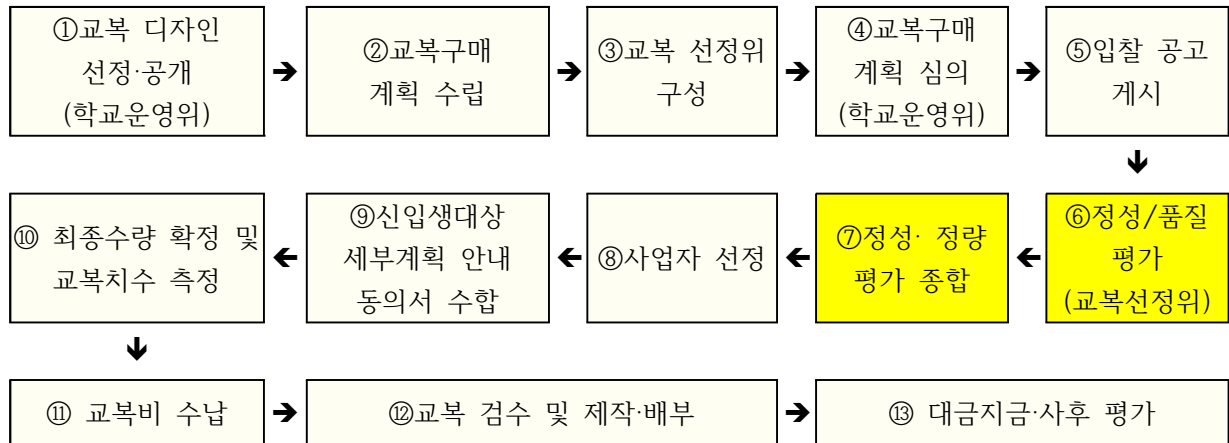 ①교복 디자인
선정·공개
(학교운영위)
➔
②교복구매
계획 수립
➔
③교복 선정위
구성
➔
④교복구매
계획 심의
(학교운영위)
➔
⑤입찰 공고
게시
⑥정성/품질
평가
(교복선정위)
⑦정성· 정량
평가 종합
⑧사업자 선정
⑨신입생대상
세부계획 안내
동의서 수합
⑩ 최종수량 확정 및
교복치수 측정
⑪ 교복비 수납
⑫교복 검수 및 제작·배부
⑬ 대금지금·사후 평가